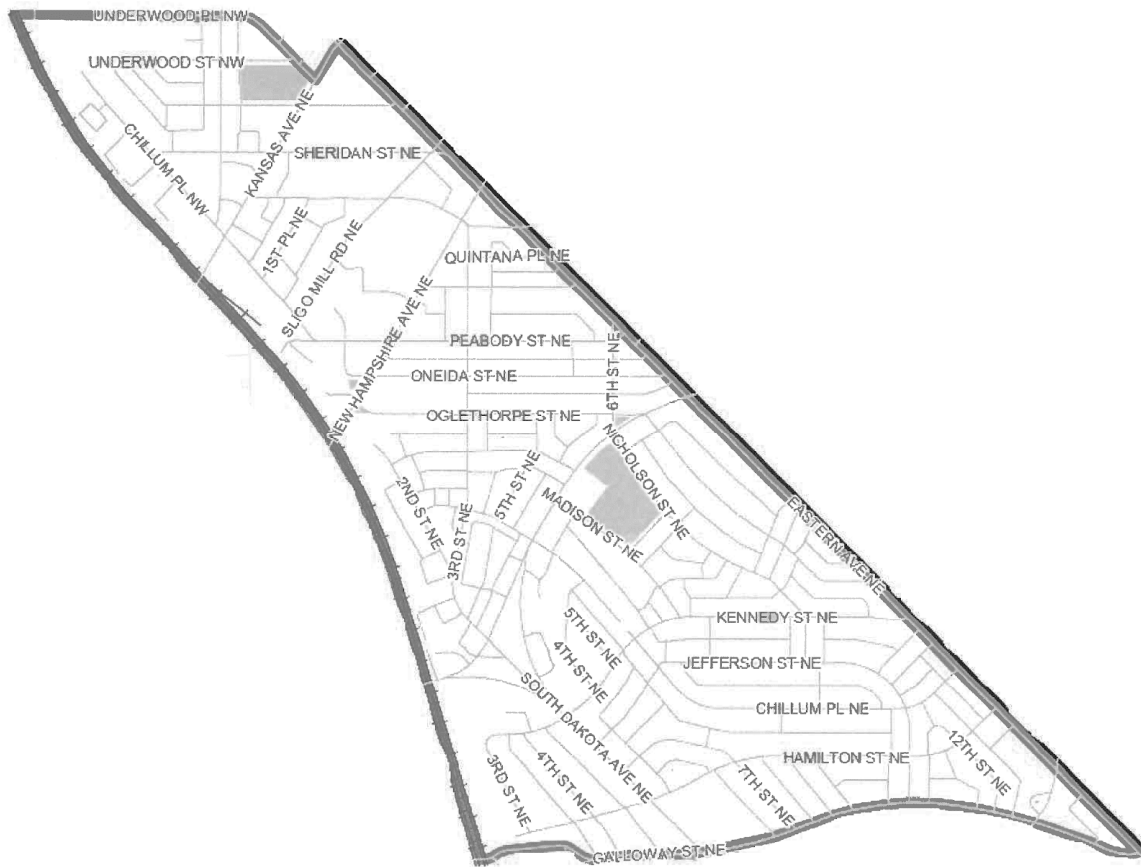 UNDERWOOD PL NW
UNDERWOOD ST NW
KANSAS AVE NE
CHILLUM PL NW
SHERIDAN ST NE
1ST PL NE
SLIGO MILL RD NE
QUINTANA PL NE
NEW HAMPSHIRE AVE NE
PEABODY ST NE
6TH ST NE
ONEIDA ST NE
OGLETHORPE ST NE
NICHOLSON ST NE
2ND ST NE
5TH ST NE
3RD ST NE
MADISON ST NE
EASTERN AVE NE
KENNEDY ST NE
5TH ST NE
4TH ST NE
JEFFERSON ST NE
SOUTH DAKOTA AVE NE
CHILLUM PL NE
HAMILTON ST NE
12TH ST NE
3RD ST NE
4TH ST NE
7TH ST NE
GALLOWAY ST NE